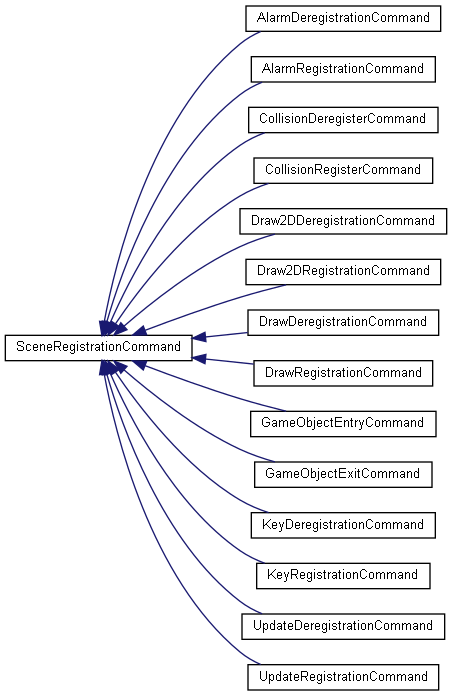 AlarmDeregistrationCommand
AlarmRegistrationCommand
CollisionDeregisterCommand
CollisionRegisterCommand
Draw2DDeregistrationCommand
Draw2DRegistrationCommand
DrawDeregistrationCommand
SceneRegistrationCommand
DrawRegistrationCommand
GameObjectEntryCommand
GameObjectExitCommand
KeyDeregistrationCommand
KeyRegistrationCommand
UpdateDeregistrationCommand
UpdateRegistrationCommand